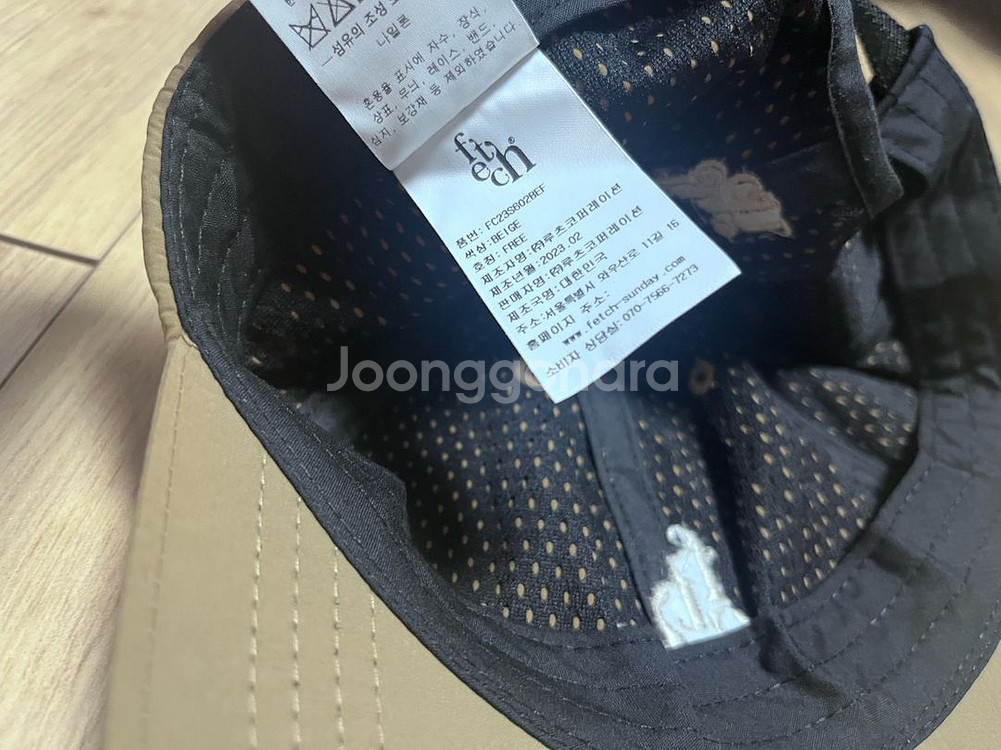 섬유의 조성
나일론
혼용율 표시에 자수, 장식,
상표, 무늬, 레이스, 밴드,
심지, 보강재 등 제외하였습니다
fetch®
품번: FC23SB02BEF
색상: BEIGE
호칭: FREE
제조자명: (주)루츠코퍼레이션
제조년월: 2023.02
판매자명: (주)루츠코퍼레이션
제조국명: 대한민국
주소:서울특별시 와우산로 11길 15
홈페이지 주소:
www.fetch-sunday.com
소비자 상담실: 070-7566-7273
Joonggonara